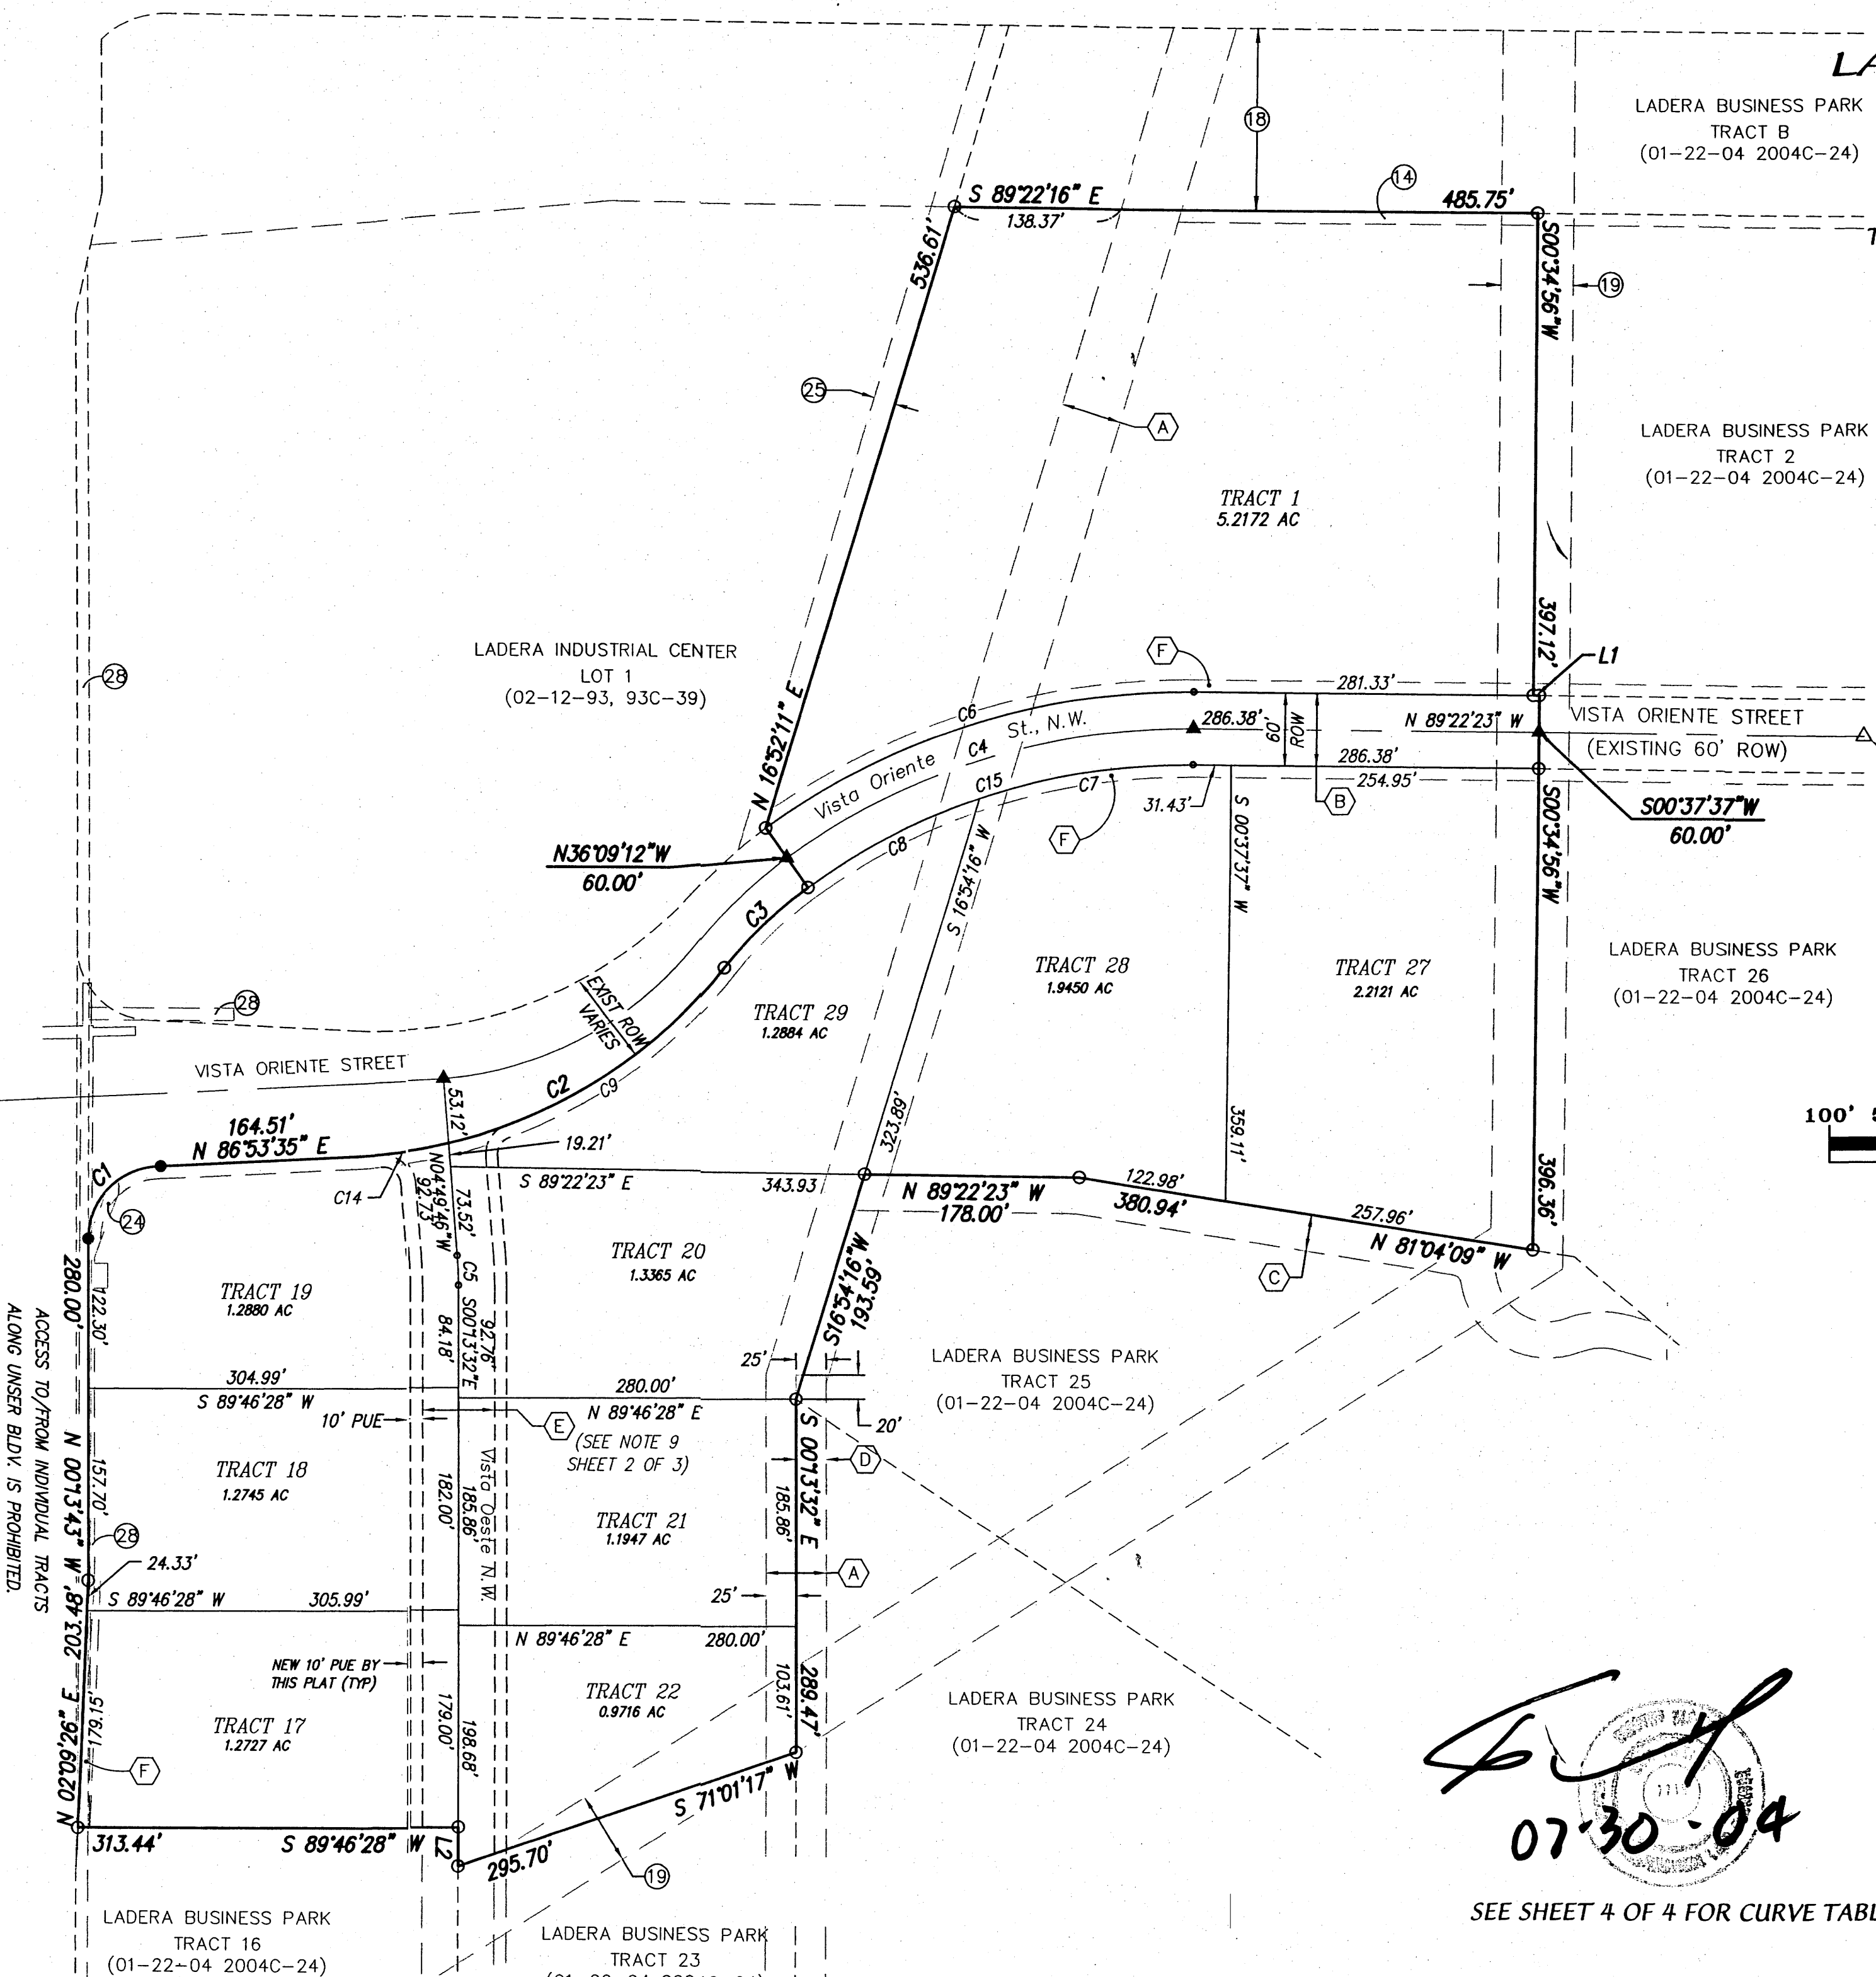 LA
LADERA BUSINESS PARK
TRACT B
(01-22-04 2004C-24)
18
S 89°22'16" E
138.37'
14
485.75'
536.61'
S00°34'56"W
19
25
A
LADERA BUSINESS PARK
TRACT 2
(01-22-04 2004C-24)
TRACT 1
5.2172 AC
397.12'
L1
LADERA INDUSTRIAL CENTER
LOT 1
(02-12-93, 93C-39)
28
N 16°52'11" E
F
281.33'
C6
Vista Oriente
C4
St., N.W.
286.38'
60'
ROW
N 89°22'23" W
VISTA ORIENTE STREET
(EXISTING 60' ROW)
286.38'
254.95'
C15
C7
31.43'
B
F
S00°37'37"W
60.00'
S00°34'56"W
N36°09'12"W
60.00'
C8
S 16°54'16" W
S 00°37'37" W
C3
LADERA BUSINESS PARK
TRACT 26
(01-22-04 2004C-24)
TRACT 28
1.9450 AC
TRACT 27
2.2121 AC
28
EXIST ROW
VARIES
TRACT 29
1.2884 AC
VISTA ORIENTE STREET
C2
C9
53.12'
323.89'
359.11'
100'
164.51'
N 86°53'35" E
19.21'
C1
C14
24
N04°49'46"W
92.73'
73.52'
S 89°22'23" E
343.93
N 89°22'23" W
178.00'
122.98'
380.94'
257.96'
N 81°04'09" W
396.36'
C
TRACT 20
1.3365 AC
S16°54'16"W
193.59'
TRACT 19
1.2880 AC
C5
S00°13'32"E
84.18'
92.76'
280.00'
122.30'
ACCESS TO/FROM INDIVIDUAL TRACTS
ALONG UNSER BLDV. IS PROHIBITED.
25'
LADERA BUSINESS PARK
TRACT 25
(01-22-04 2004C-24)
304.99'
S 89°46'28" W
280.00'
N 89°46'28" E
20'
10' PUE
E
(SEE NOTE 9
SHEET 2 OF 3)
D
N 00°13'43" W
157.70'
TRACT 18
1.2745 AC
28
182.00'
185.86'
Vista Oeste N.W.
TRACT 21
1.1947 AC
S 00°13'32" E
185.86'
A
24.33'
S 89°46'28" W
305.99'
25'
N 89°46'28" E
280.00'
NEW 10' PUE BY
THIS PLAT (TYP)
TRACT 22
0.9716 AC
103.61'
289.47'
LADERA BUSINESS PARK
TRACT 24
(01-22-04 2004C-24)
N 02°09'26" E
203.48'
179.15'
TRACT 17
1.2727 AC
F
179.00'
198.68'
S 71°01'17" W
313.44'
S 89°46'28" W
L2
295.70'
19
07-30-04
SEE SHEET 4 OF 4 FOR CURVE TABL
LADERA BUSINESS PARK
TRACT 16
(01-22-04 2004C-24)
LADERA BUSINESS PARK
TRACT 23